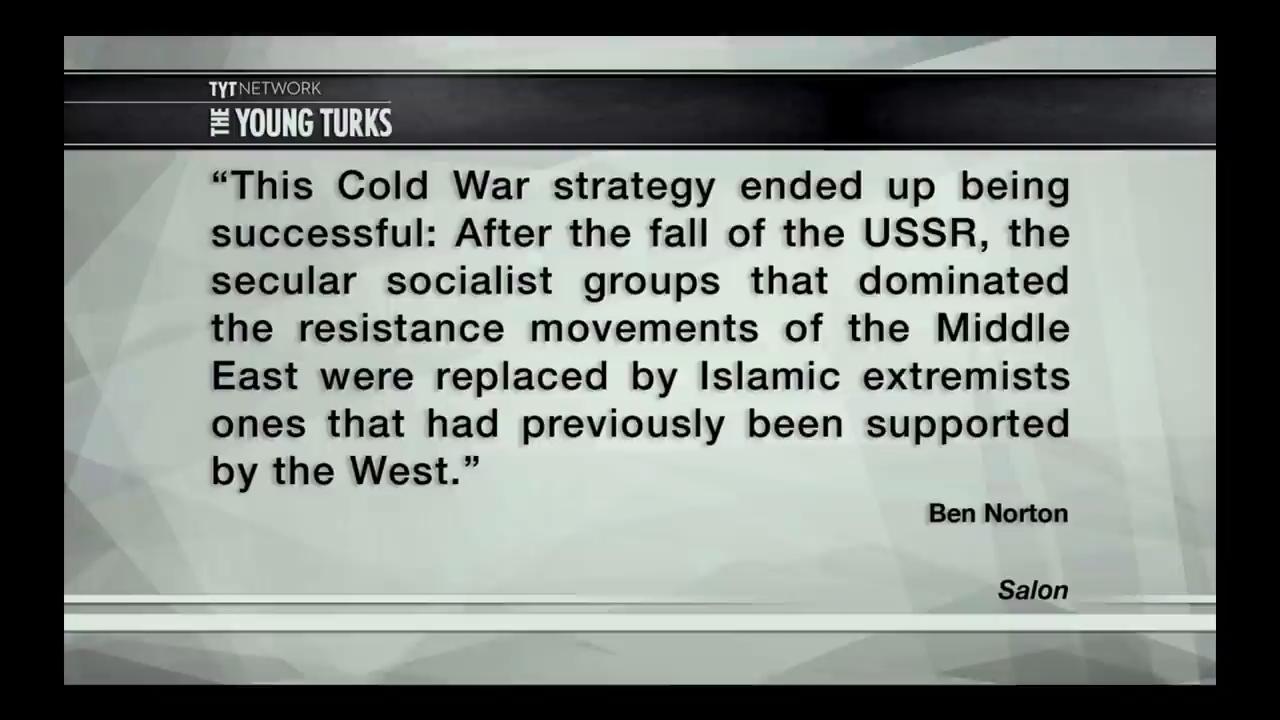 TYT NETWORK
THE YOUNG TURKS
“This Cold War strategy ended up being
successful: After the fall of the USSR, the
secular socialist groups that dominated
the resistance movements of the Middle
East were replaced by Islamic extremists
ones that had previously been supported
by the West.”
Ben Norton
Salon